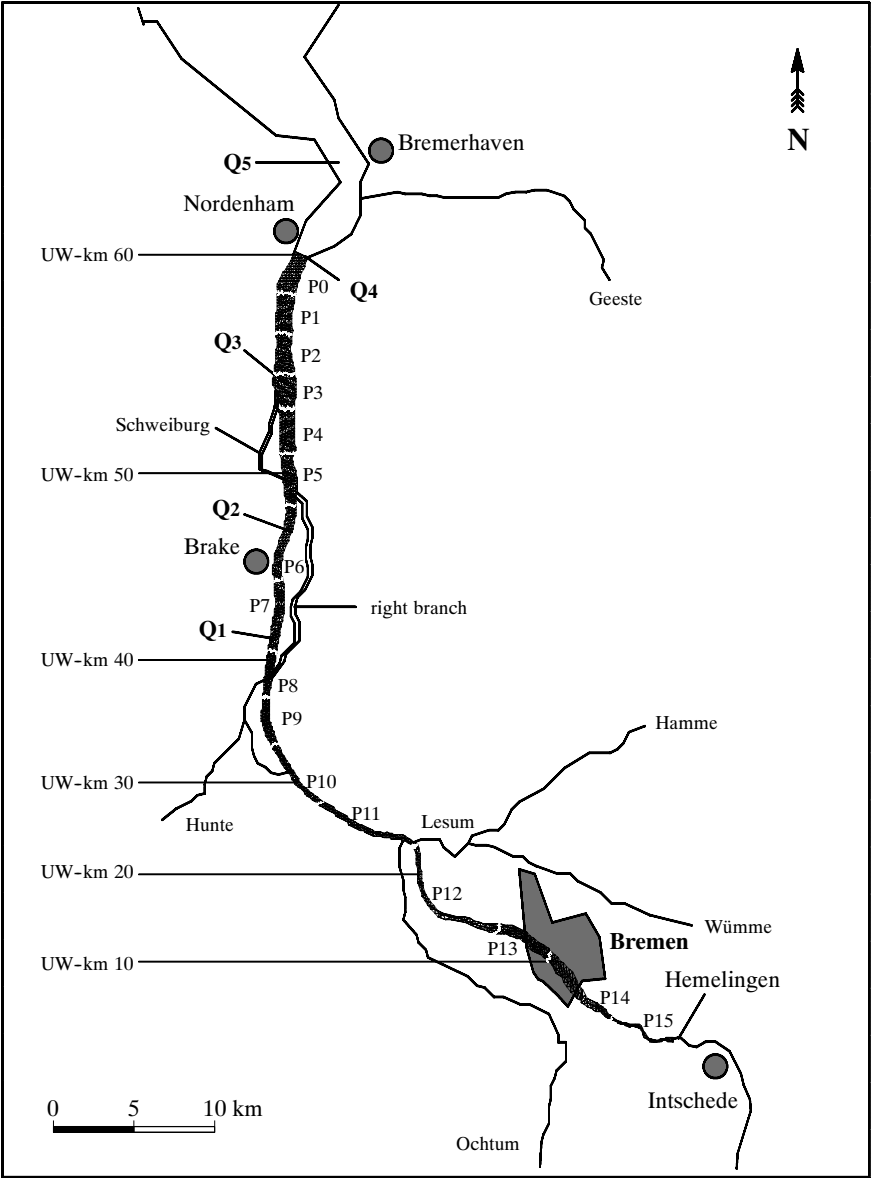 Bremerhaven
N
Q5
Nordenham
UW-km 60
P0
Q4
Geeste
P1
Q3
P2
P3
Schweiburg
P4
UW-km 50
P5
Q2
Brake
P6
P7
right branch
Q1
UW-km 40
P8
P9
Hamme
UW-km 30
P10
P11
Hunte
Lesum
UW-km 20
P12
Wümme
Bremen
P13
UW-km 10
Hemelingen
P14
P15
Intschede
0 5 10 km
Ochtum